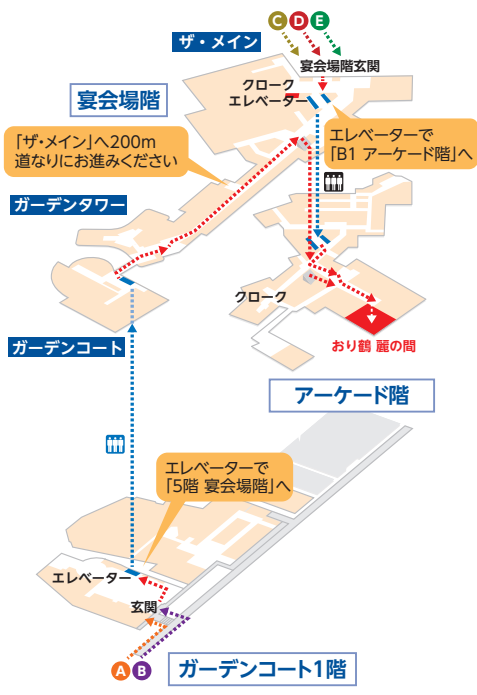 C D E
ザ・メイン
宴会場階玄関
クローク
エレベーター
宴会場階
「ザ・メイン」へ200m
道なりにお進みください
エレベーターで
「B1 アーケード階」へ
ガーデンタワー
クローク
おり鶴 麗の間
ガーデンコート
アーケード階
エレベーターで
「5階 宴会場階」へ
エレベーター
玄関
A B
ガーデンコート1階